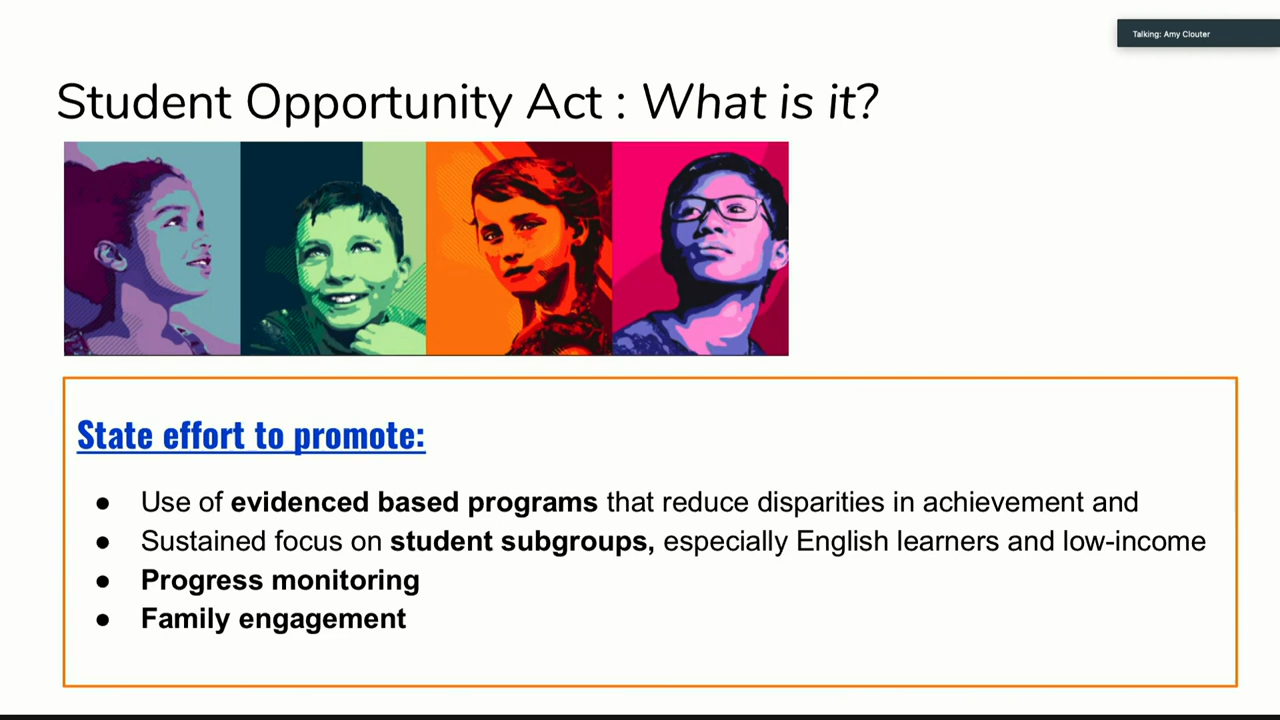 Talking: Amy Clouter
Student Opportunity Act : What is it?
State effort to promote:
● Use of evidenced based programs that reduce disparities in achievement and
● Sustained focus on student subgroups, especially English learners and low-income
● Progress monitoring
● Family engagement